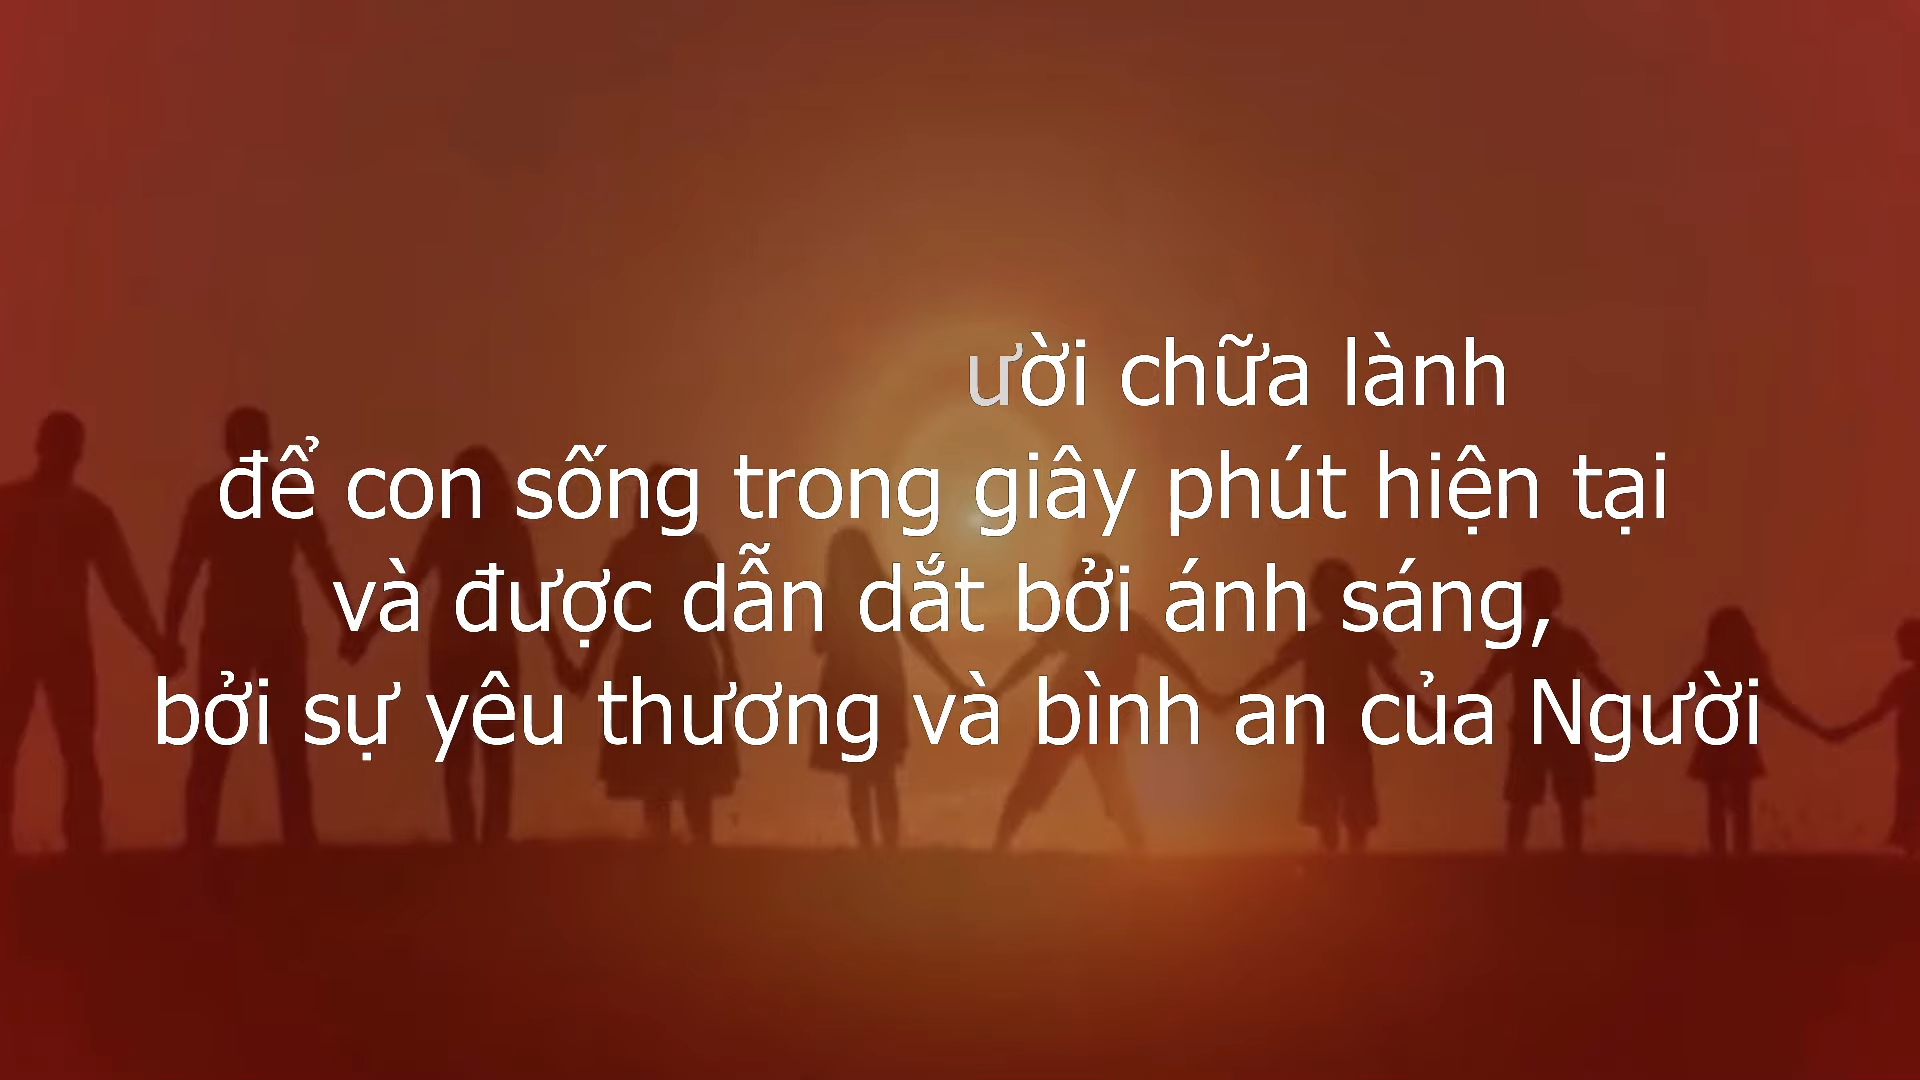 ười chữa lành
để con sống trong giây phút hiện tại
và được dẫn dắt bởi ánh sáng,
bởi sự yêu thương và bình an của Người